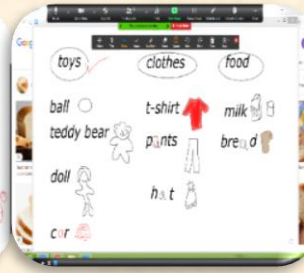 toys clothes food
ball t-shirt milk
teddy bear pants bread
doll
hat
car